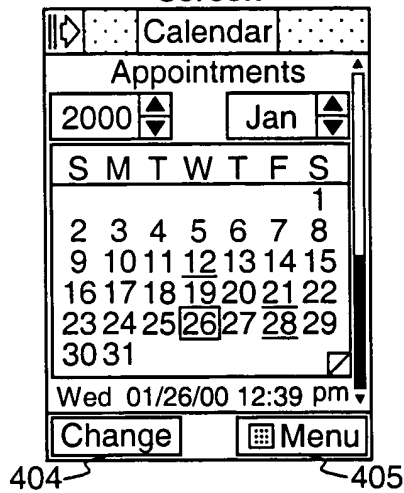 Calendar
Appointments
2000 Jan
S M T W T F S
1
2 3 4 5 6 7 8
9 10 11 12 13 14 15
16 17 18 19 20 21 22
23 24 25 26 27 28 29
30 31
Wed 01/26/00 12:39 pm
Change Menu
404 405